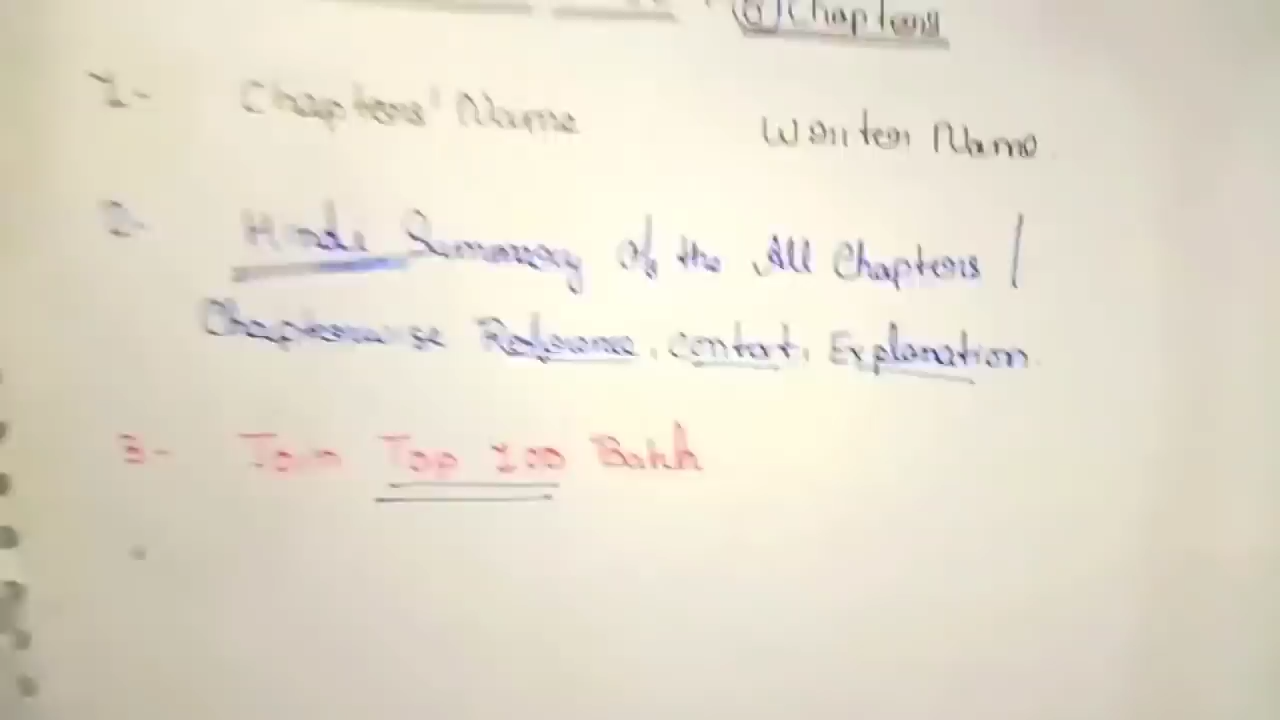 Chapters
1- Chapters' Name Writer Name
2- Hindi Summary of the All Chapters /
Chapterwise Reference, context, Explanation.
3- Join Top 100 Batch